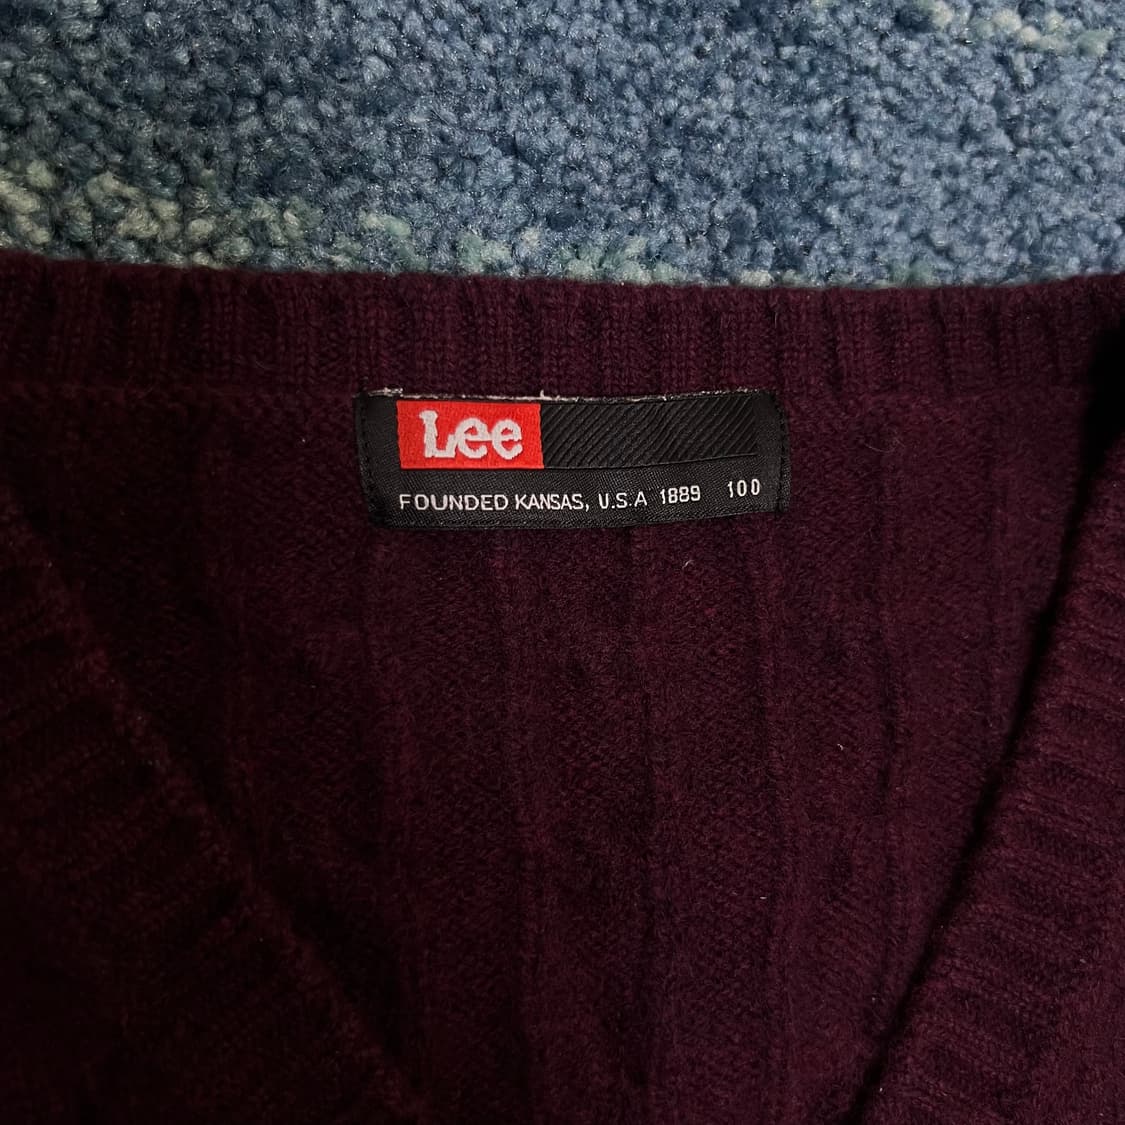 Lee
FOUNDED KANSAS, U.S.A 1889 100